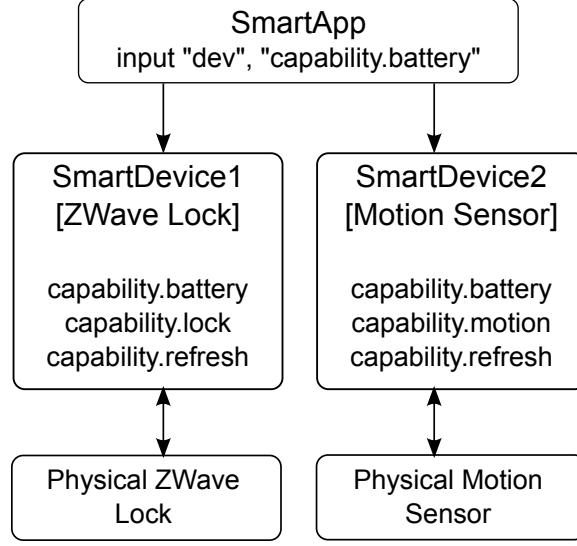 SmartApp
input "dev", "capability.battery"
SmartDevice1
[ZWave Lock]
capability.battery
capability.lock
capability.refresh
SmartDevice2
[Motion Sensor]
capability.battery
capability.motion
capability.refresh
Physical ZWave
Lock
Physical Motion
Sensor